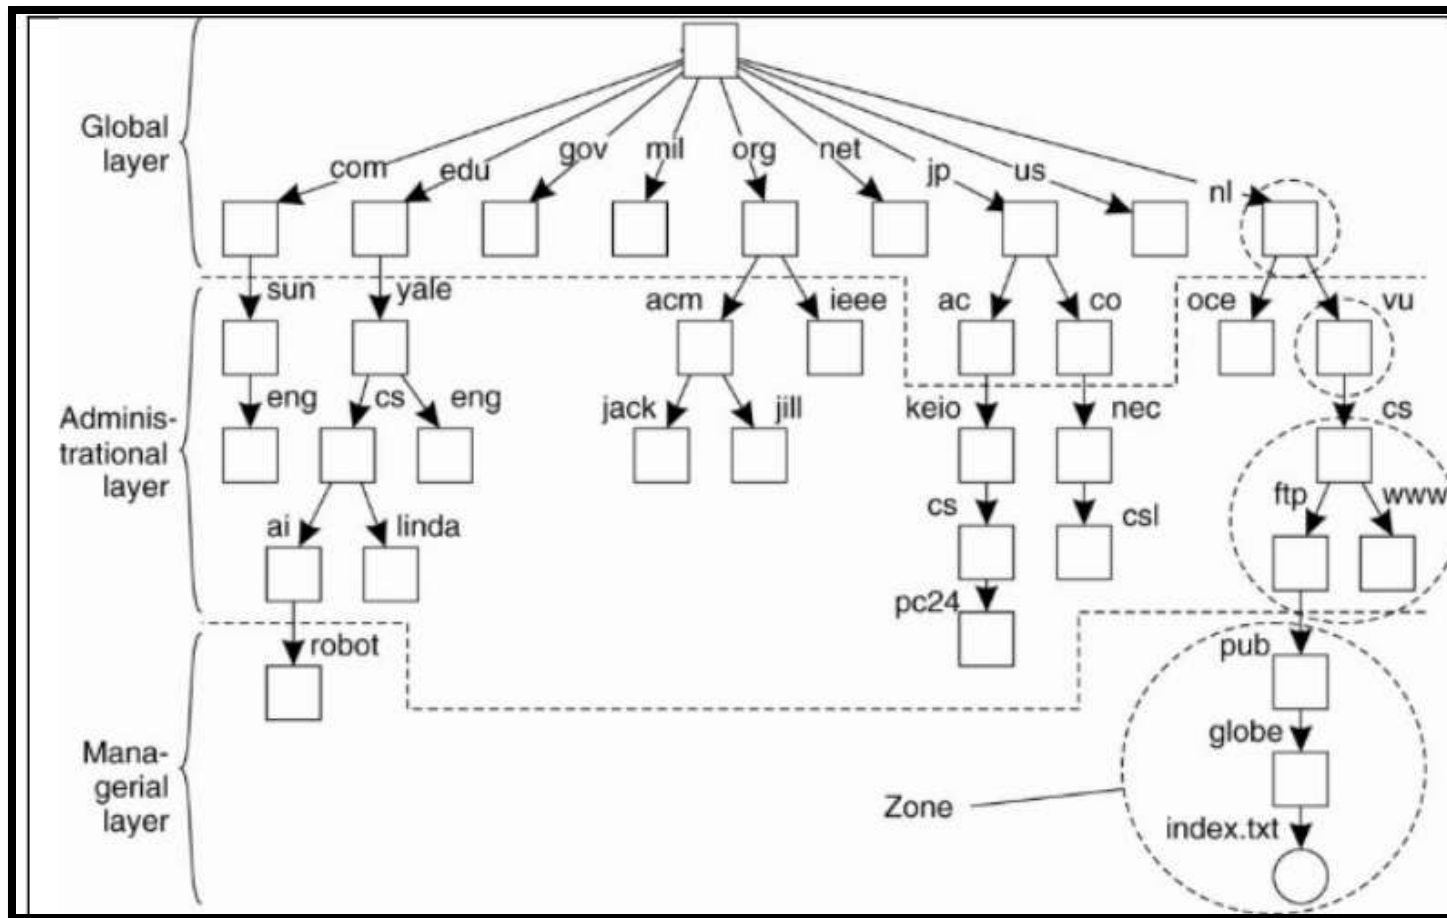 Global
layer
com
edu
gov
mil
org
net
jp
us
nl
sun
yale
acm
ieee
ac
co
oce
vu
Adminis-
trational
layer
eng
cs
eng
jack
jill
keio
nec
cs
ai
linda
cs
csl
ftp
www
pc24
robot
pub
Mana-
gerial
layer
globe
Zone
index.txt